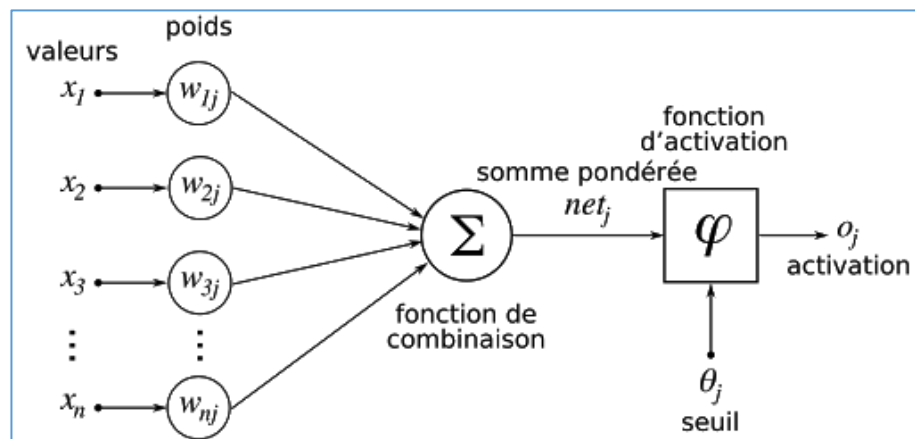 poids
valeurs
x₁
w₁ⱼ
x₂
w₂ⱼ
x₃
w₃ⱼ
⋮
⋮
xₙ
wₙⱼ
Σ
fonction de
combinaison
somme pondérée
netⱼ
fonction
d'activation
φ
oⱼ
activation
θⱼ
seuil